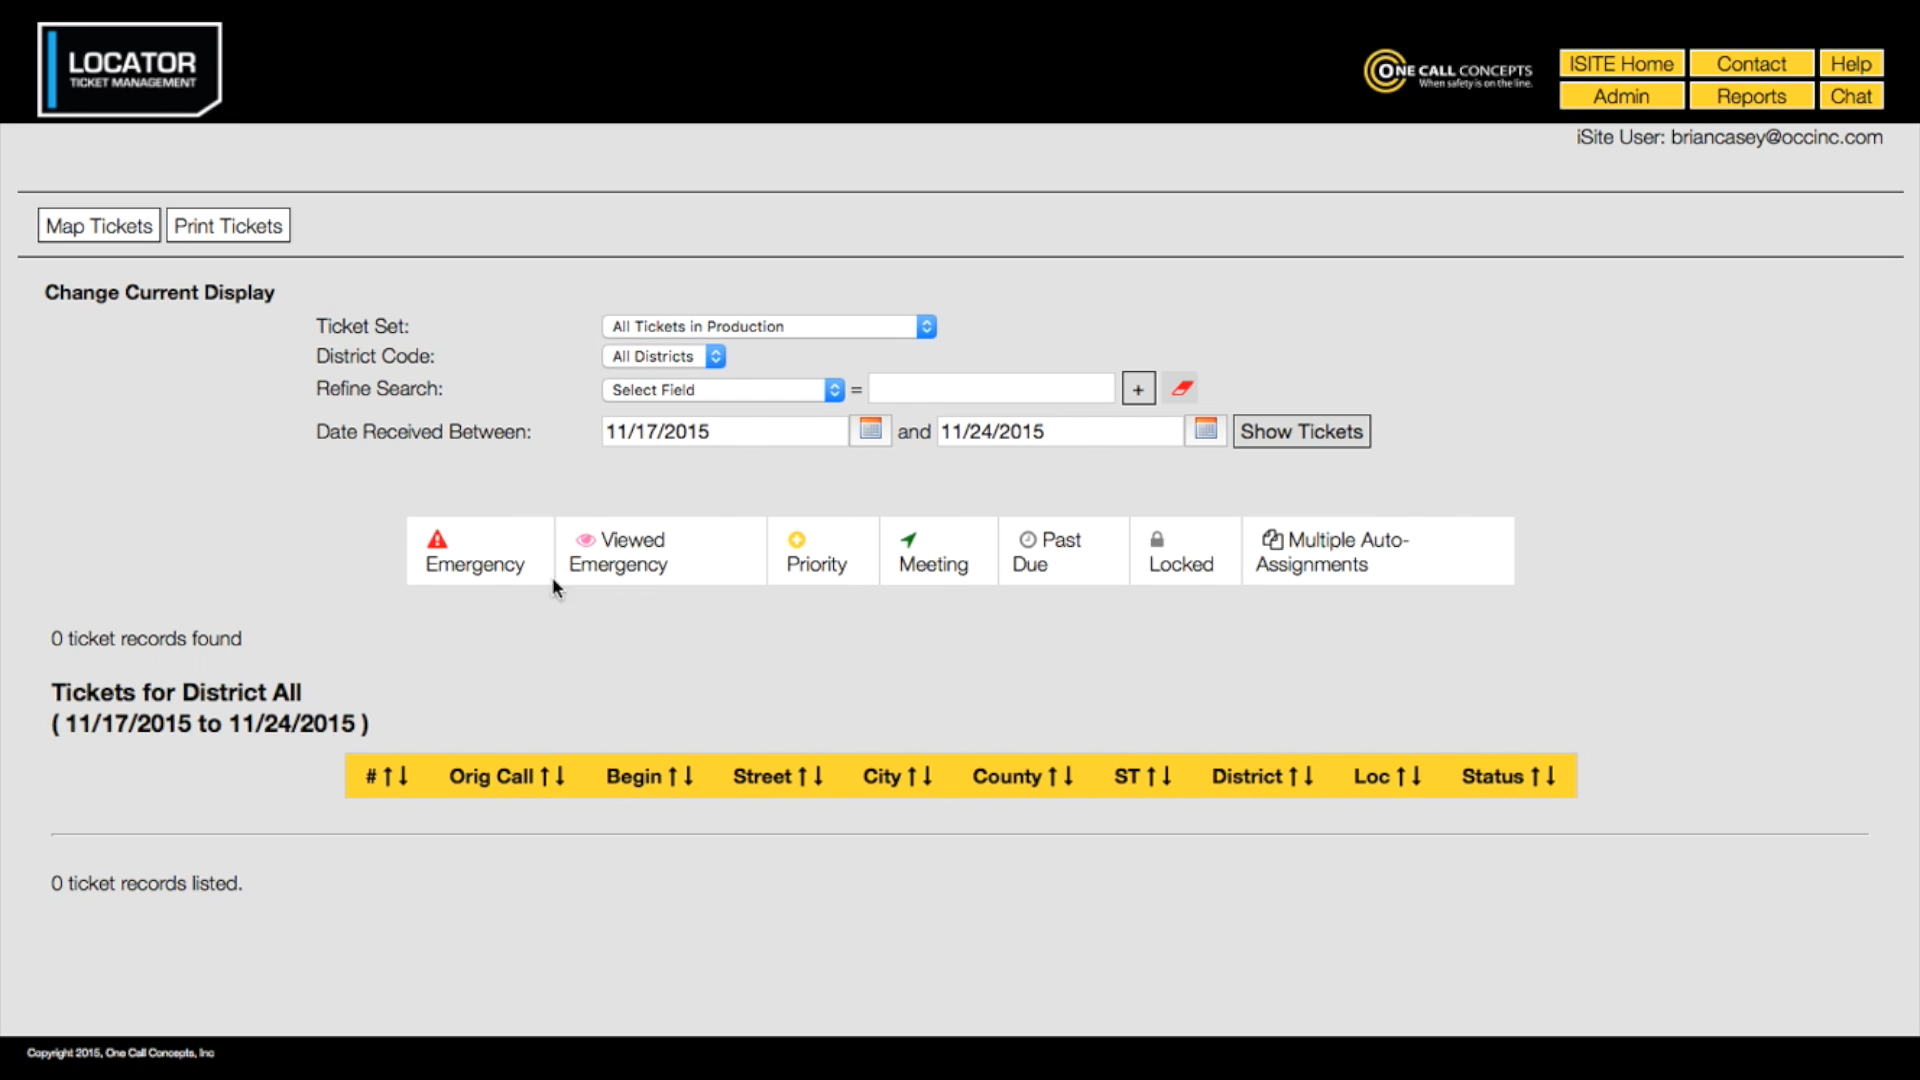 LOCATOR
TICKET MANAGEMENT
ONE CALL CONCEPTS
When safety is on the line.
ISITE Home
Contact
Help
Admin
Reports
Chat
iSite User: briancasey@occinc.com
Map Tickets
Print Tickets
Change Current Display
Ticket Set:
All Tickets in Production
District Code:
All Districts
Refine Search:
Select Field
=
+
Date Received Between:
11/17/2015
and
11/24/2015
Show Tickets
Emergency
Viewed
Emergency
Priority
Meeting
Past
Due
Locked
Multiple Auto-
Assignments
0 ticket records found
Tickets for District All
( 11/17/2015 to 11/24/2015 )
# ↑↓ Orig Call ↑↓ Begin ↑↓ Street ↑↓ City ↑↓ County ↑↓ ST ↑↓ District ↑↓ Loc ↑↓ Status ↑↓
0 ticket records listed.
Copyright 2015, One Call Concepts, Inc